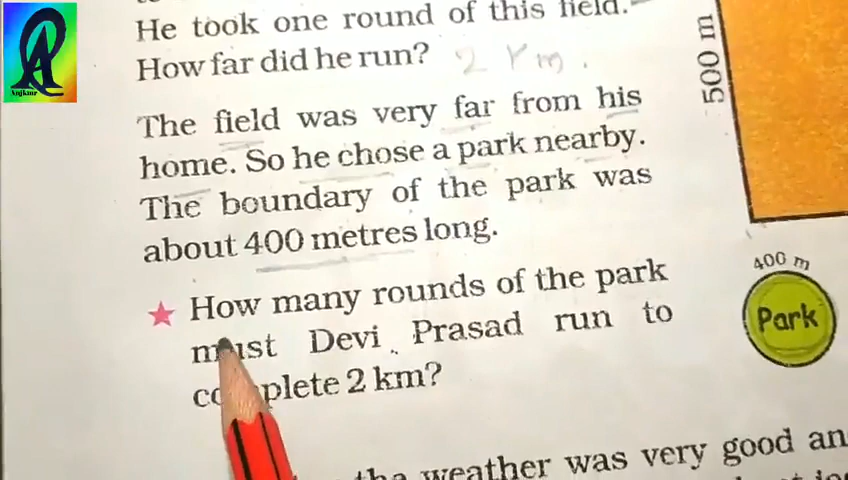 He took one round of this field.
How far did he run? 2 km.
The field was very far from his
home. So he chose a park nearby.
The boundary of the park was
about 400 metres long.
How many rounds of the park
must Devi Prasad run to
complete 2 km?
the weather was very good
500 m
400 m
Park